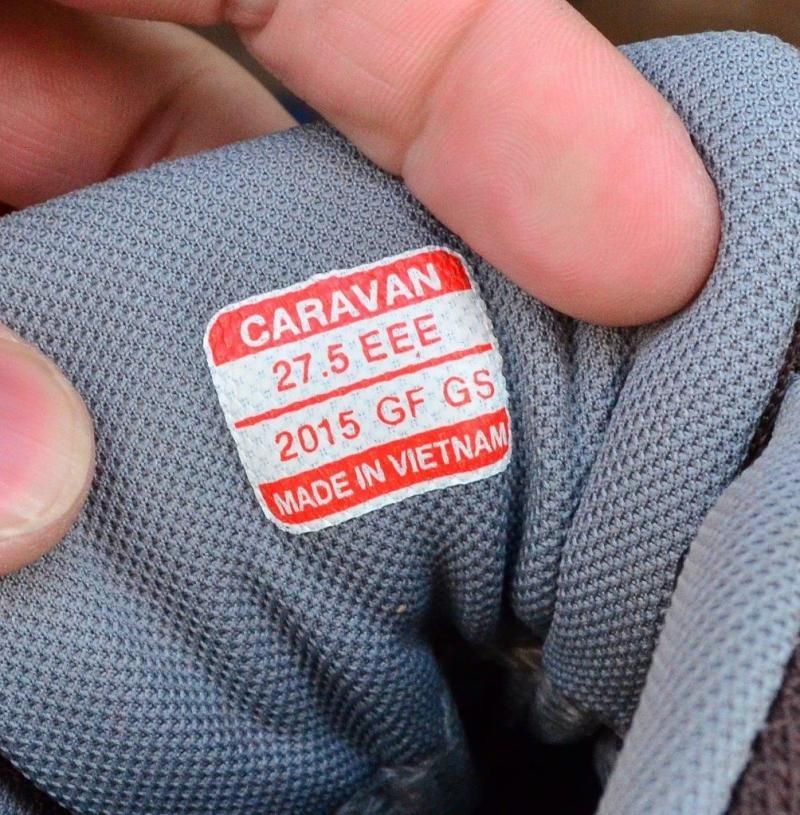 CARAVAN
27.5 EEE
2015 GF GS
MADE IN VIETNAM